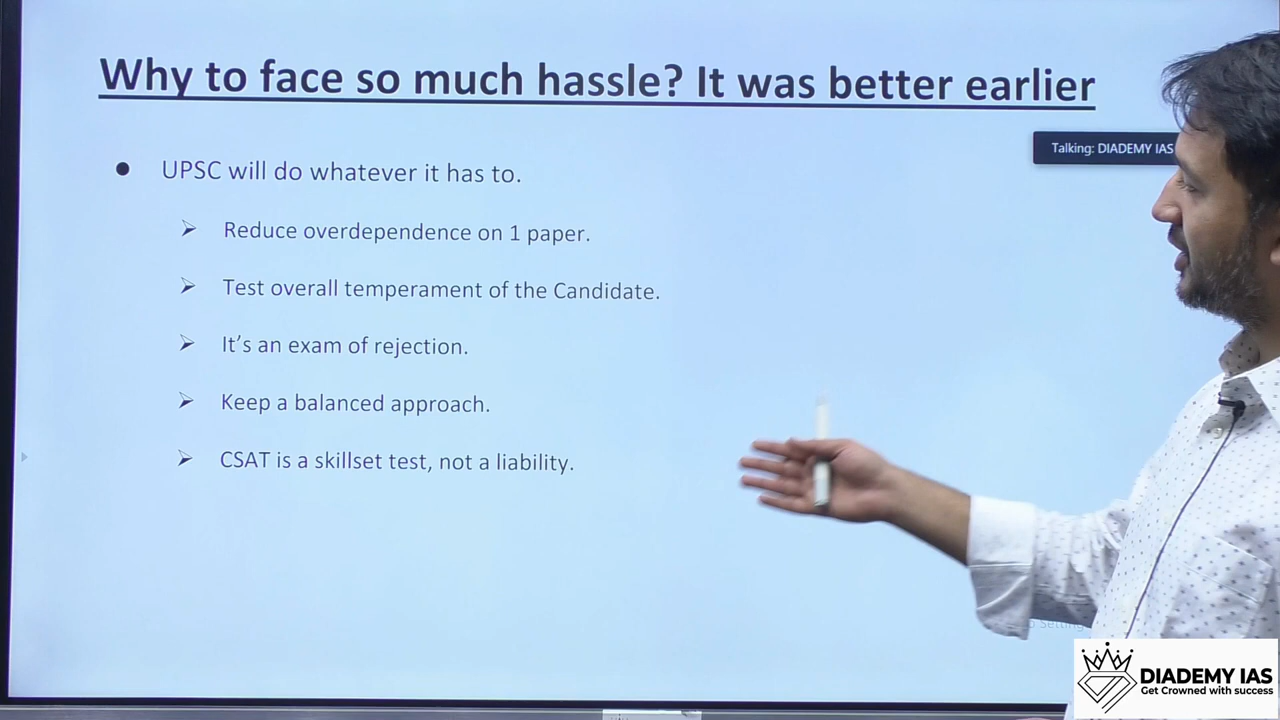 Why to face so much hassle? It was better earlier
Talking: DIADEMY IAS
UPSC will do whatever it has to.
Reduce overdependence on 1 paper.
Test overall temperament of the Candidate.
It's an exam of rejection.
Keep a balanced approach.
CSAT is a skillset test, not a liability.
DIADEMY IAS
Get Crowned with success